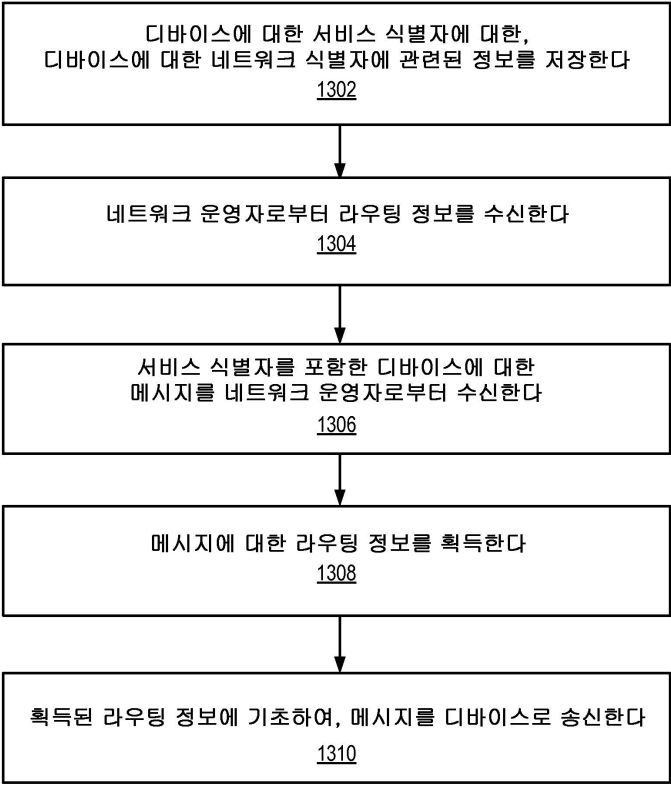 디바이스에 대한 서비스 식별자에 대한,
디바이스에 대한 네트워크 식별자에 관련된 정보를 저장한다
1302
네트워크 운영자로부터 라우팅 정보를 수신한다
1304
서비스 식별자를 포함한 디바이스에 대한
메시지를 네트워크 운영자로부터 수신한다
1306
메시지에 대한 라우팅 정보를 획득한다
1308
획득된 라우팅 정보에 기초하여, 메시지를 디바이스로 송신한다
1310